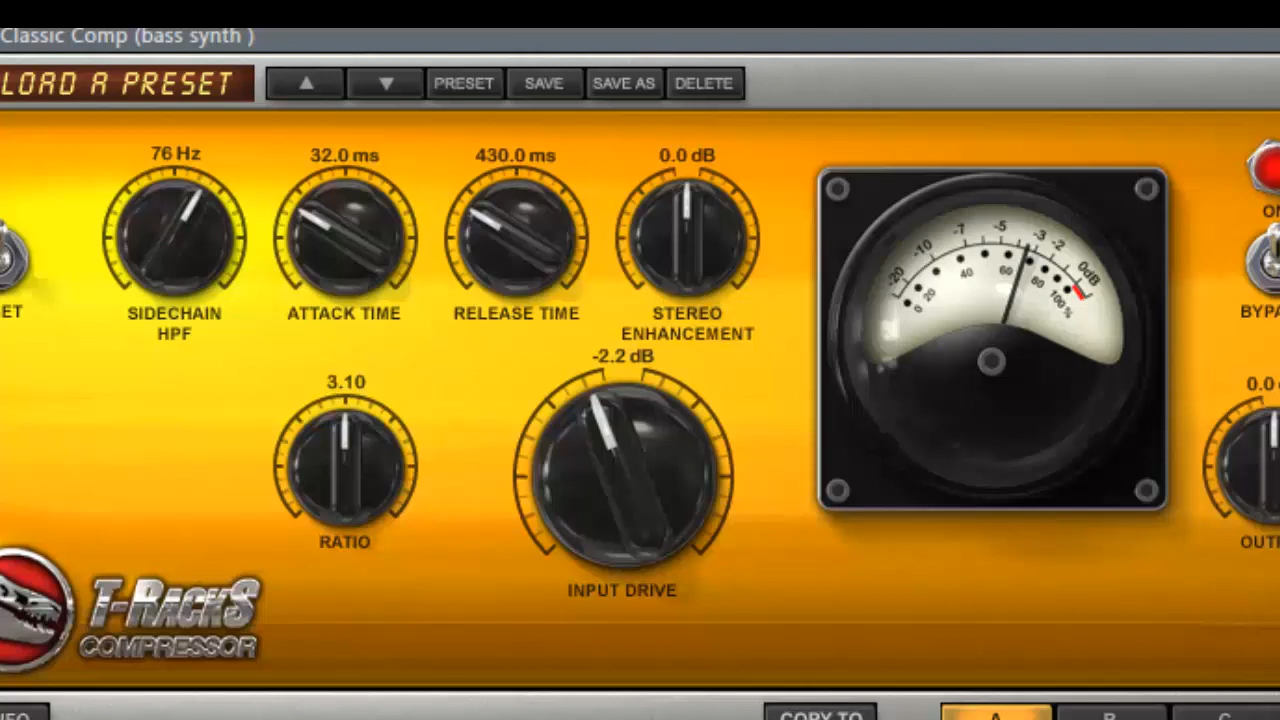 Classic Comp (bass synth )
LOAD A PRESET
PRESET SAVE SAVE AS DELETE
76 Hz 32.0 ms 430.0 ms 0.0 dB
SIDECHAIN HPF
ATTACK TIME
RELEASE TIME
STEREO ENHANCEMENT
-20 -10 -7 -5 -3 -2 0dB
0 20 40 60 80 100%
3.10
-2.2 dB
0.0
RATIO
INPUT DRIVE
T-RackS
COMPRESSOR
COPY TO A B C